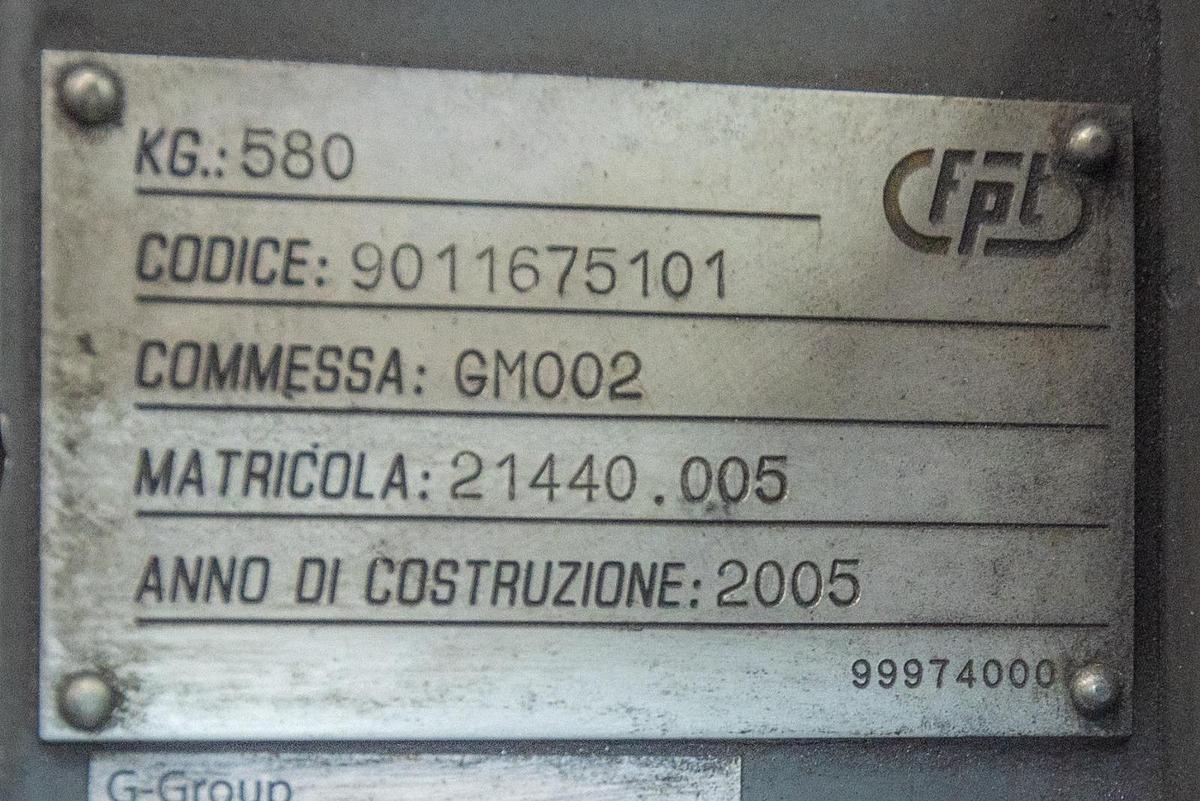 KG.: 580
Fpt
CODICE: 9011675101
COMMESSA: GM002
MATRICOLA: 21440.005
ANNO DI COSTRUZIONE: 2005
99974000
G-Group